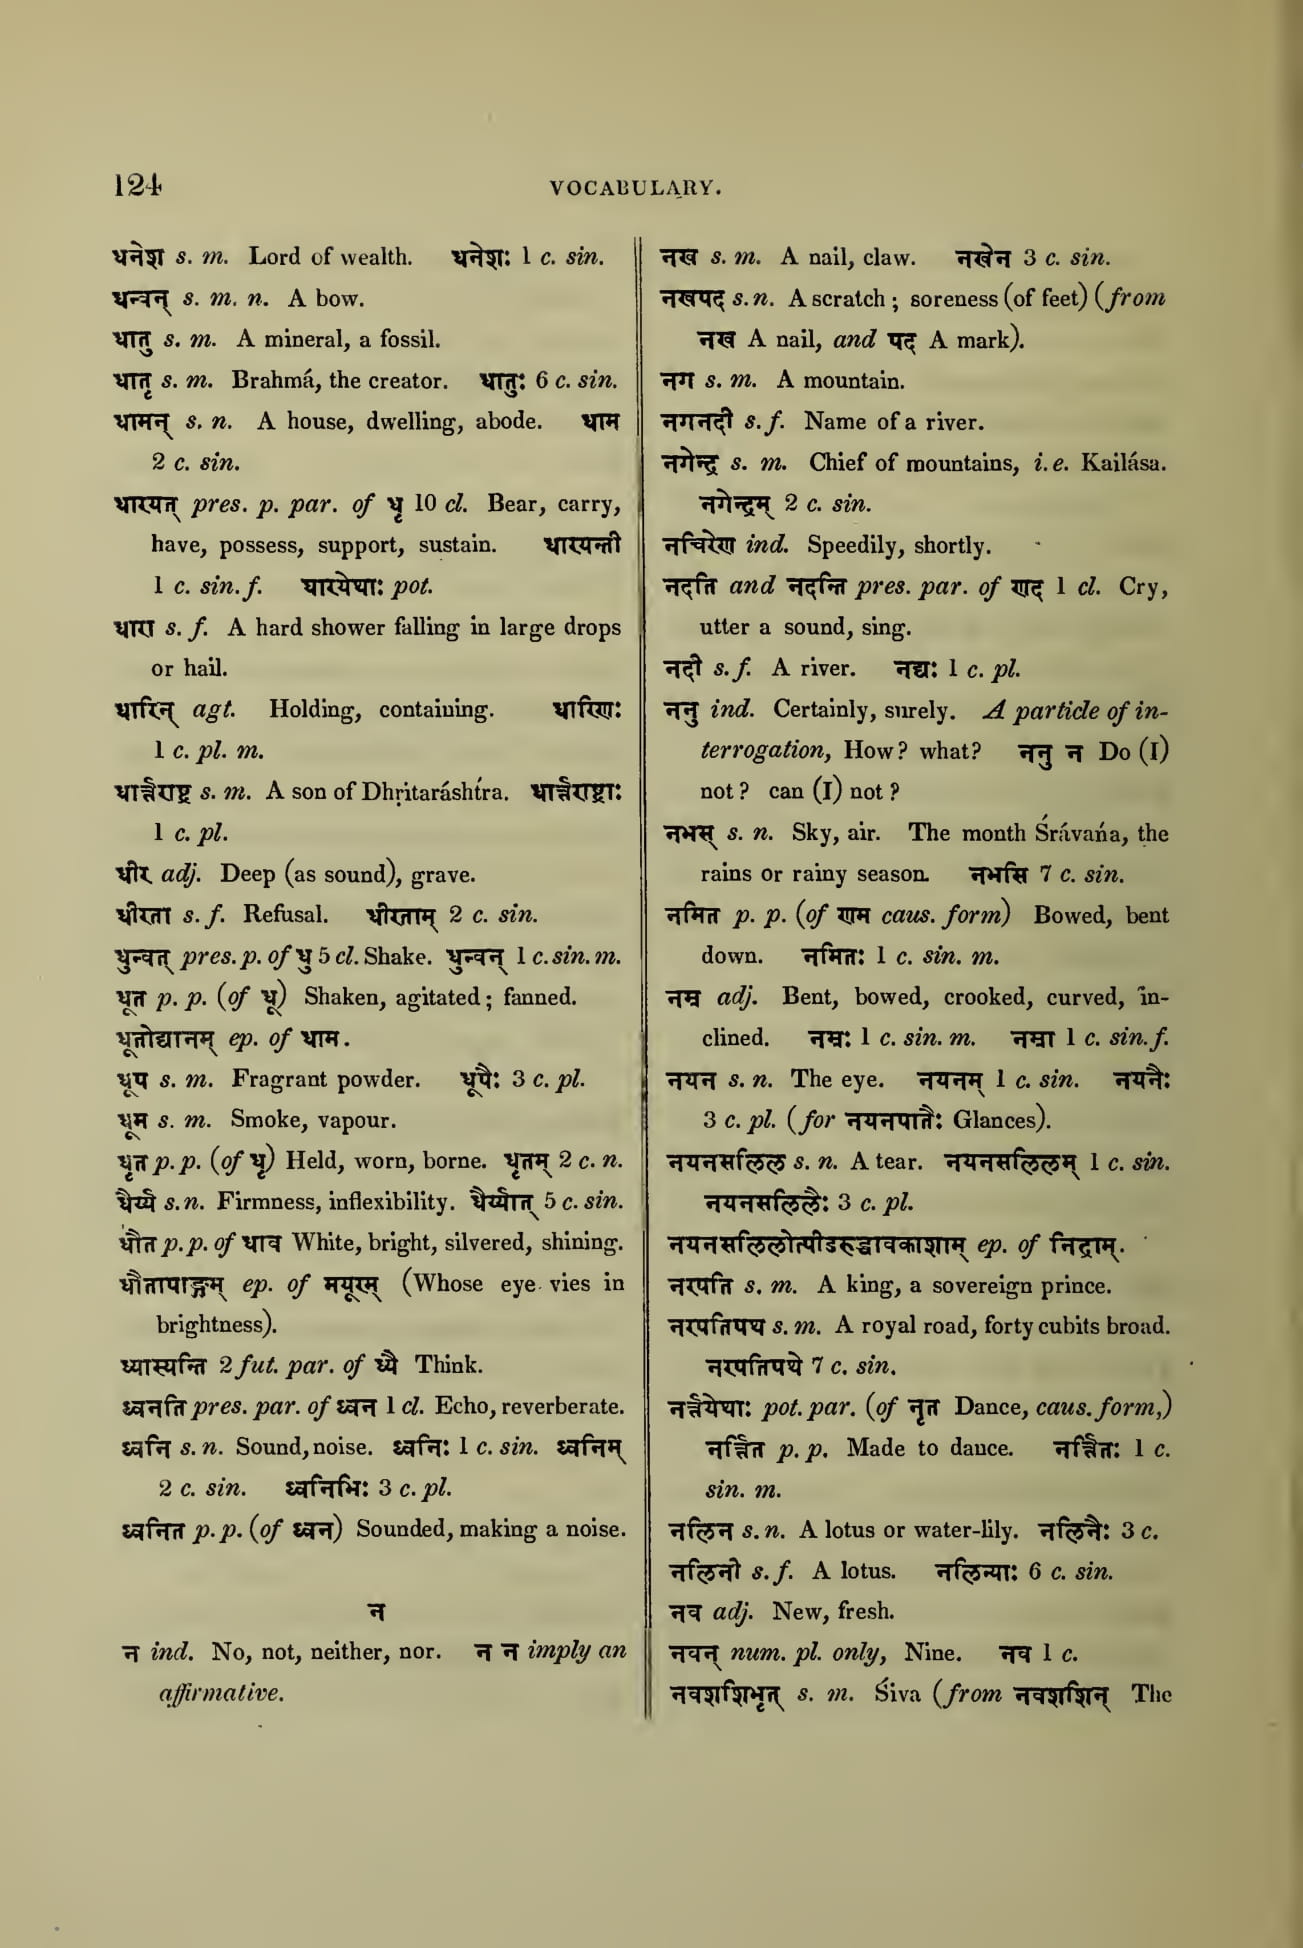 124
VOCABULARY.
धनेश s. m. Lord of wealth. धनेशः 1 c. sin.
धन्वन् s. m. n. A bow.
धातु s. m. A mineral, a fossil.
धातृ s. m. Brahmá, the creator. धातुः 6 c. sin.
धामन् s. n. A house, dwelling, abode. धाम
2 c. sin.
धारयत् pres. p. par. of धृ 10 cl. Bear, carry,
have, possess, support, sustain. धारयन्ती
1 c. sin. f. धारयेथाः pot.
धारा s. f. A hard shower falling in large drops
or hail.
धारिन् agt. Holding, containing. धारिणः
1 c. pl. m.
धार्त्तराष्ट्र s. m. A son of Dhṛitaráshtra. धार्त्तराष्ट्राः
1 c. pl.
धीर adj. Deep (as sound), grave.
धीरता s. f. Refusal. धीरताम् 2 c. sin.
धुन्वत् pres. p. of धु 5 cl. Shake. धुन्वन् 1 c. sin. m.
धूत p. p. (of धू) Shaken, agitated; fanned.
धूतोद्यानम् ep. of धाम.
धूप s. m. Fragrant powder. धूपैः 3 c. pl.
धूम s. m. Smoke, vapour.
धृत p. p. (of धृ) Held, worn, borne. धृतम् 2 c. n.
धैर्य्य s. n. Firmness, inflexibility. धैर्य्यात् 5 c. sin.
धौत p. p. of धाव White, bright, silvered, shining.
धौतापाङ्गम् ep. of मयूरम् (Whose eye vies in
brightness).
ध्यास्यन्ति 2 fut. par. of ध्यै Think.
ध्वनति pres. par. of ध्वन 1 cl. Echo, reverberate.
ध्वनि s. n. Sound, noise. ध्वनिः 1 c. sin. ध्वनिम्
2 c. sin. ध्वनिभिः 3 c. pl.
ध्वनित p. p. (of ध्वन) Sounded, making a noise.
न
न ind. No, not, neither, nor. न न imply an
affirmative.
नख s. m. A nail, claw. नखेन 3 c. sin.
नखपद s. n. A scratch; soreness (of feet) (from
नख A nail, and पद A mark).
नग s. m. A mountain.
नगनदी s. f. Name of a river.
नगेन्द्र s. m. Chief of mountains, i. e. Kailása.
नगेन्द्रम् 2 c. sin.
नचिरेण ind. Speedily, shortly.
नदति and नदन्ति pres. par. of णद् 1 cl. Cry,
utter a sound, sing.
नदी s. f. A river. नद्यः 1 c. pl.
ननु ind. Certainly, surely. A particle of in-
terrogation, How? what? ननु न Do (I)
not? can (I) not?
नभस् s. n. Sky, air. The month Śrávańa, the
rains or rainy season. नभसि 7 c. sin.
नमित p. p. (of णम caus. form) Bowed, bent
down. नमितः 1 c. sin. m.
नम्र adj. Bent, bowed, crooked, curved, in-
clined. नम्रः 1 c. sin. m. नम्रा 1 c. sin. f.
नयन s. n. The eye. नयनम् 1 c. sin. नयनैः
3 c. pl. (for नयनपातैः Glances).
नयनसलिल s. n. A tear. नयनसलिलम् 1 c. sin.
नयनसलिलैः 3 c. pl.
नयनसलिलोत्पीडरुद्धावकाशाम् ep. of निद्राम्.
नरपति s. m. A king, a sovereign prince.
नरपतिपथ s. m. A royal road, forty cubits broad.
नरपतिपथे 7 c. sin.
नर्त्तयेथाः pot. par. (of नृत Dance, caus. form,)
नर्त्तित p. p. Made to dance. नर्त्तितः 1 c.
sin. m.
नलिन s. n. A lotus or water-lily. नलिनैः 3 c.
नलिनी s. f. A lotus. नलिन्याः 6 c. sin.
नव adj. New, fresh.
नवन् num. pl. only, Nine. नव 1 c.
नवशशिभृत् s. m. Śiva (from नवशशिन् The